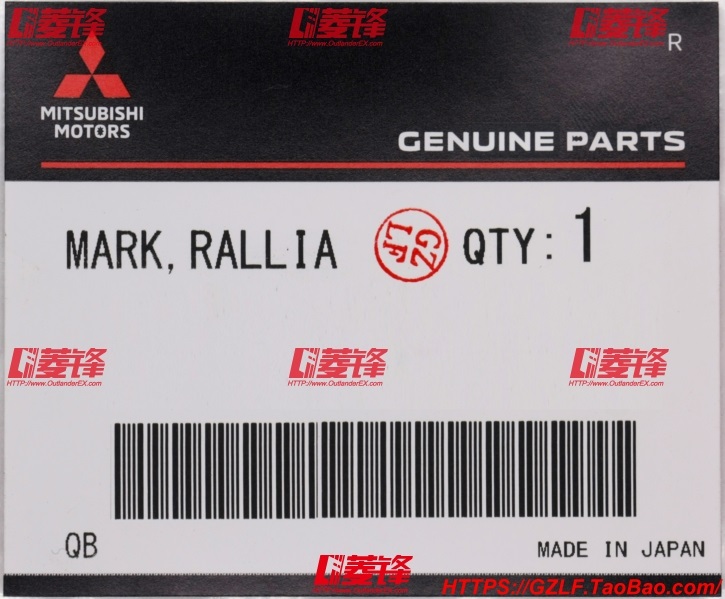 菱锋
HTTP://www.OutlanderEX.com
菱锋
HTTP://www.OutlanderEX.com
菱锋
HTTP://www.OutlanderEX.com
R
MITSUBISHI
MOTORS
GENUINE PARTS
MARK, RALLIA
GZ
LF
QTY: 1
菱锋
HTTP://www.OutlanderEX.com
菱锋
HTTP://www.OutlanderEX.com
菱锋
HTTP://www.OutlanderEX.com
QB
MADE IN JAPAN
菱锋
HTTPS://GZLF.TaoBao.com/